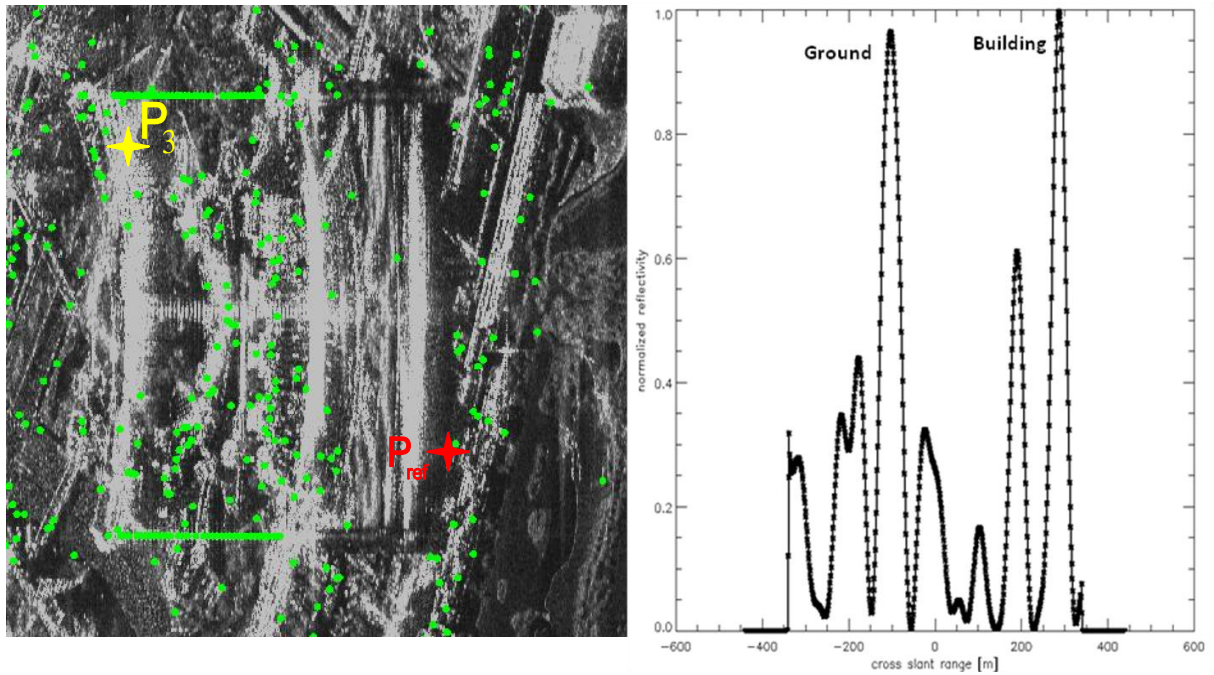 P3
Pref
normalized reflectivity
1.0
0.8
0.6
0.4
0.2
0.0
Ground
Building
−600 −400 −200 0 200 400 600
cross slant range [m]